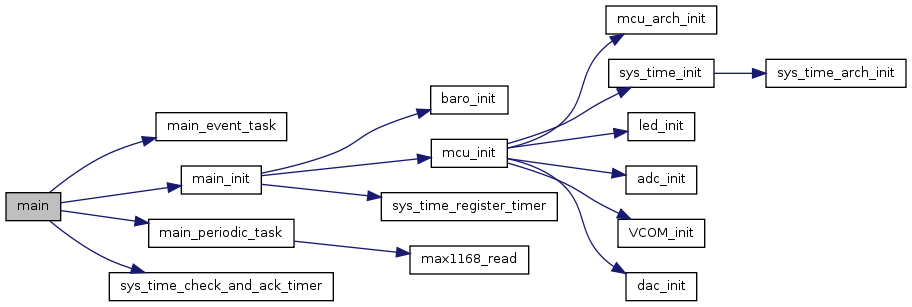 mcu_arch_init
sys_time_init
sys_time_arch_init
baro_init
main_event_task
led_init
mcu_init
main_init
adc_init
main
sys_time_register_timer
main_periodic_task
VCOM_init
max1168_read
sys_time_check_and_ack_timer
dac_init